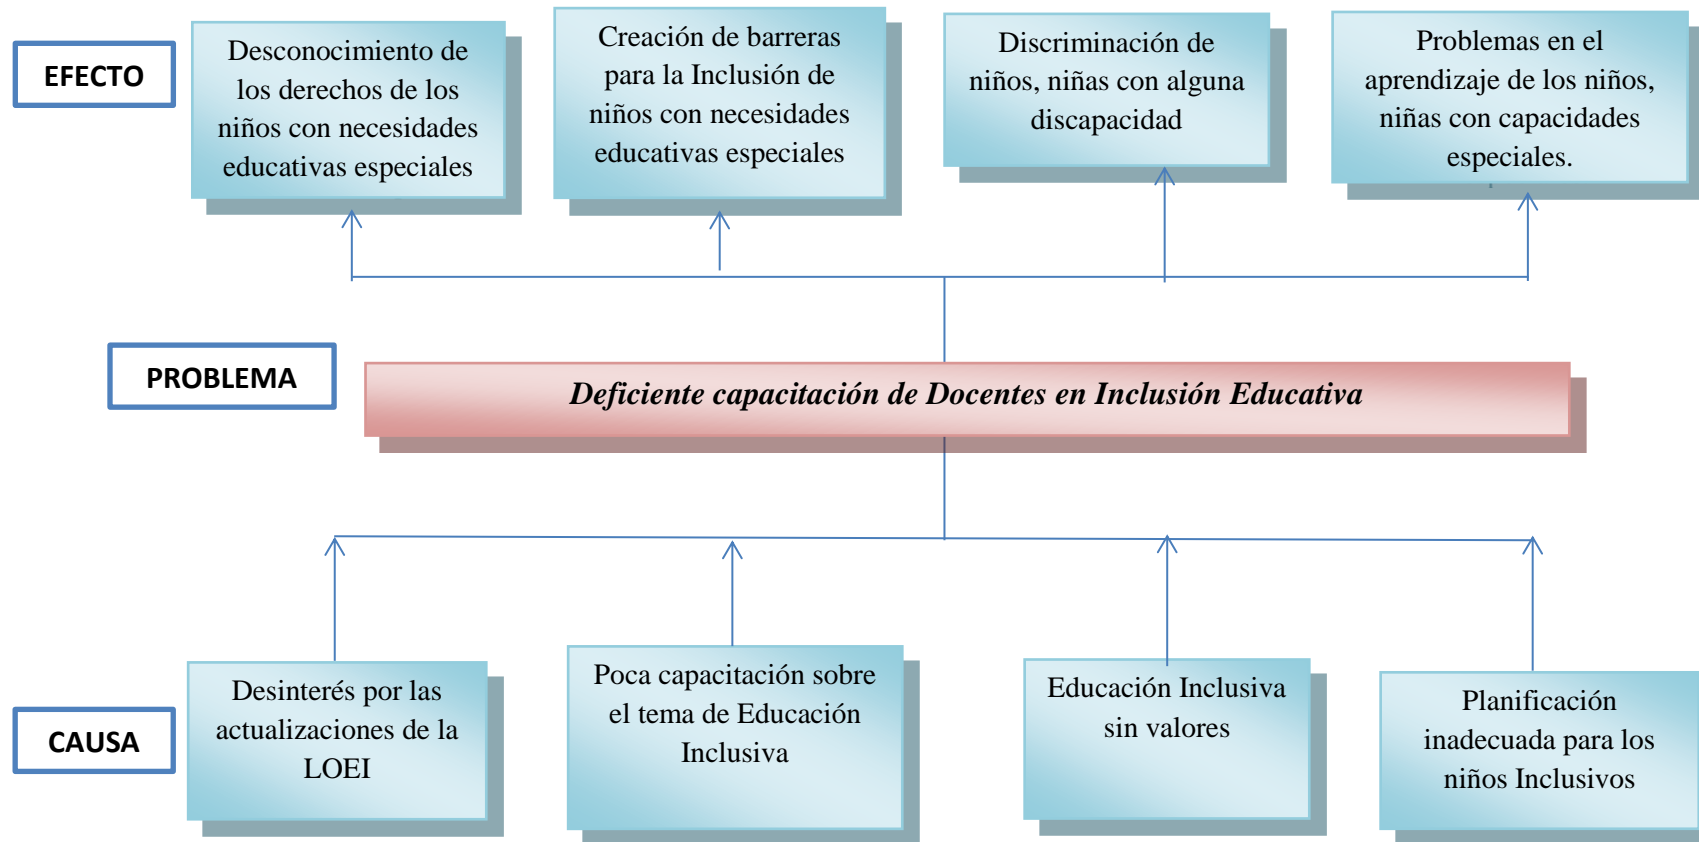 EFECTO
Desconocimiento de
los derechos de los
niños con necesidades
educativas especiales
Creación de barreras
para la Inclusión de
niños con necesidades
educativas especiales
Discriminación de
niños, niñas con alguna
discapacidad
Problemas en el
aprendizaje de los niños,
niñas con capacidades
especiales.
PROBLEMA
Deficiente capacitación de Docentes en Inclusión Educativa
CAUSA
Desinterés por las
actualizaciones de la
LOEI
Poca capacitación sobre
el tema de Educación
Inclusiva
Educación Inclusiva
sin valores
Planificación
inadecuada para los
niños Inclusivos